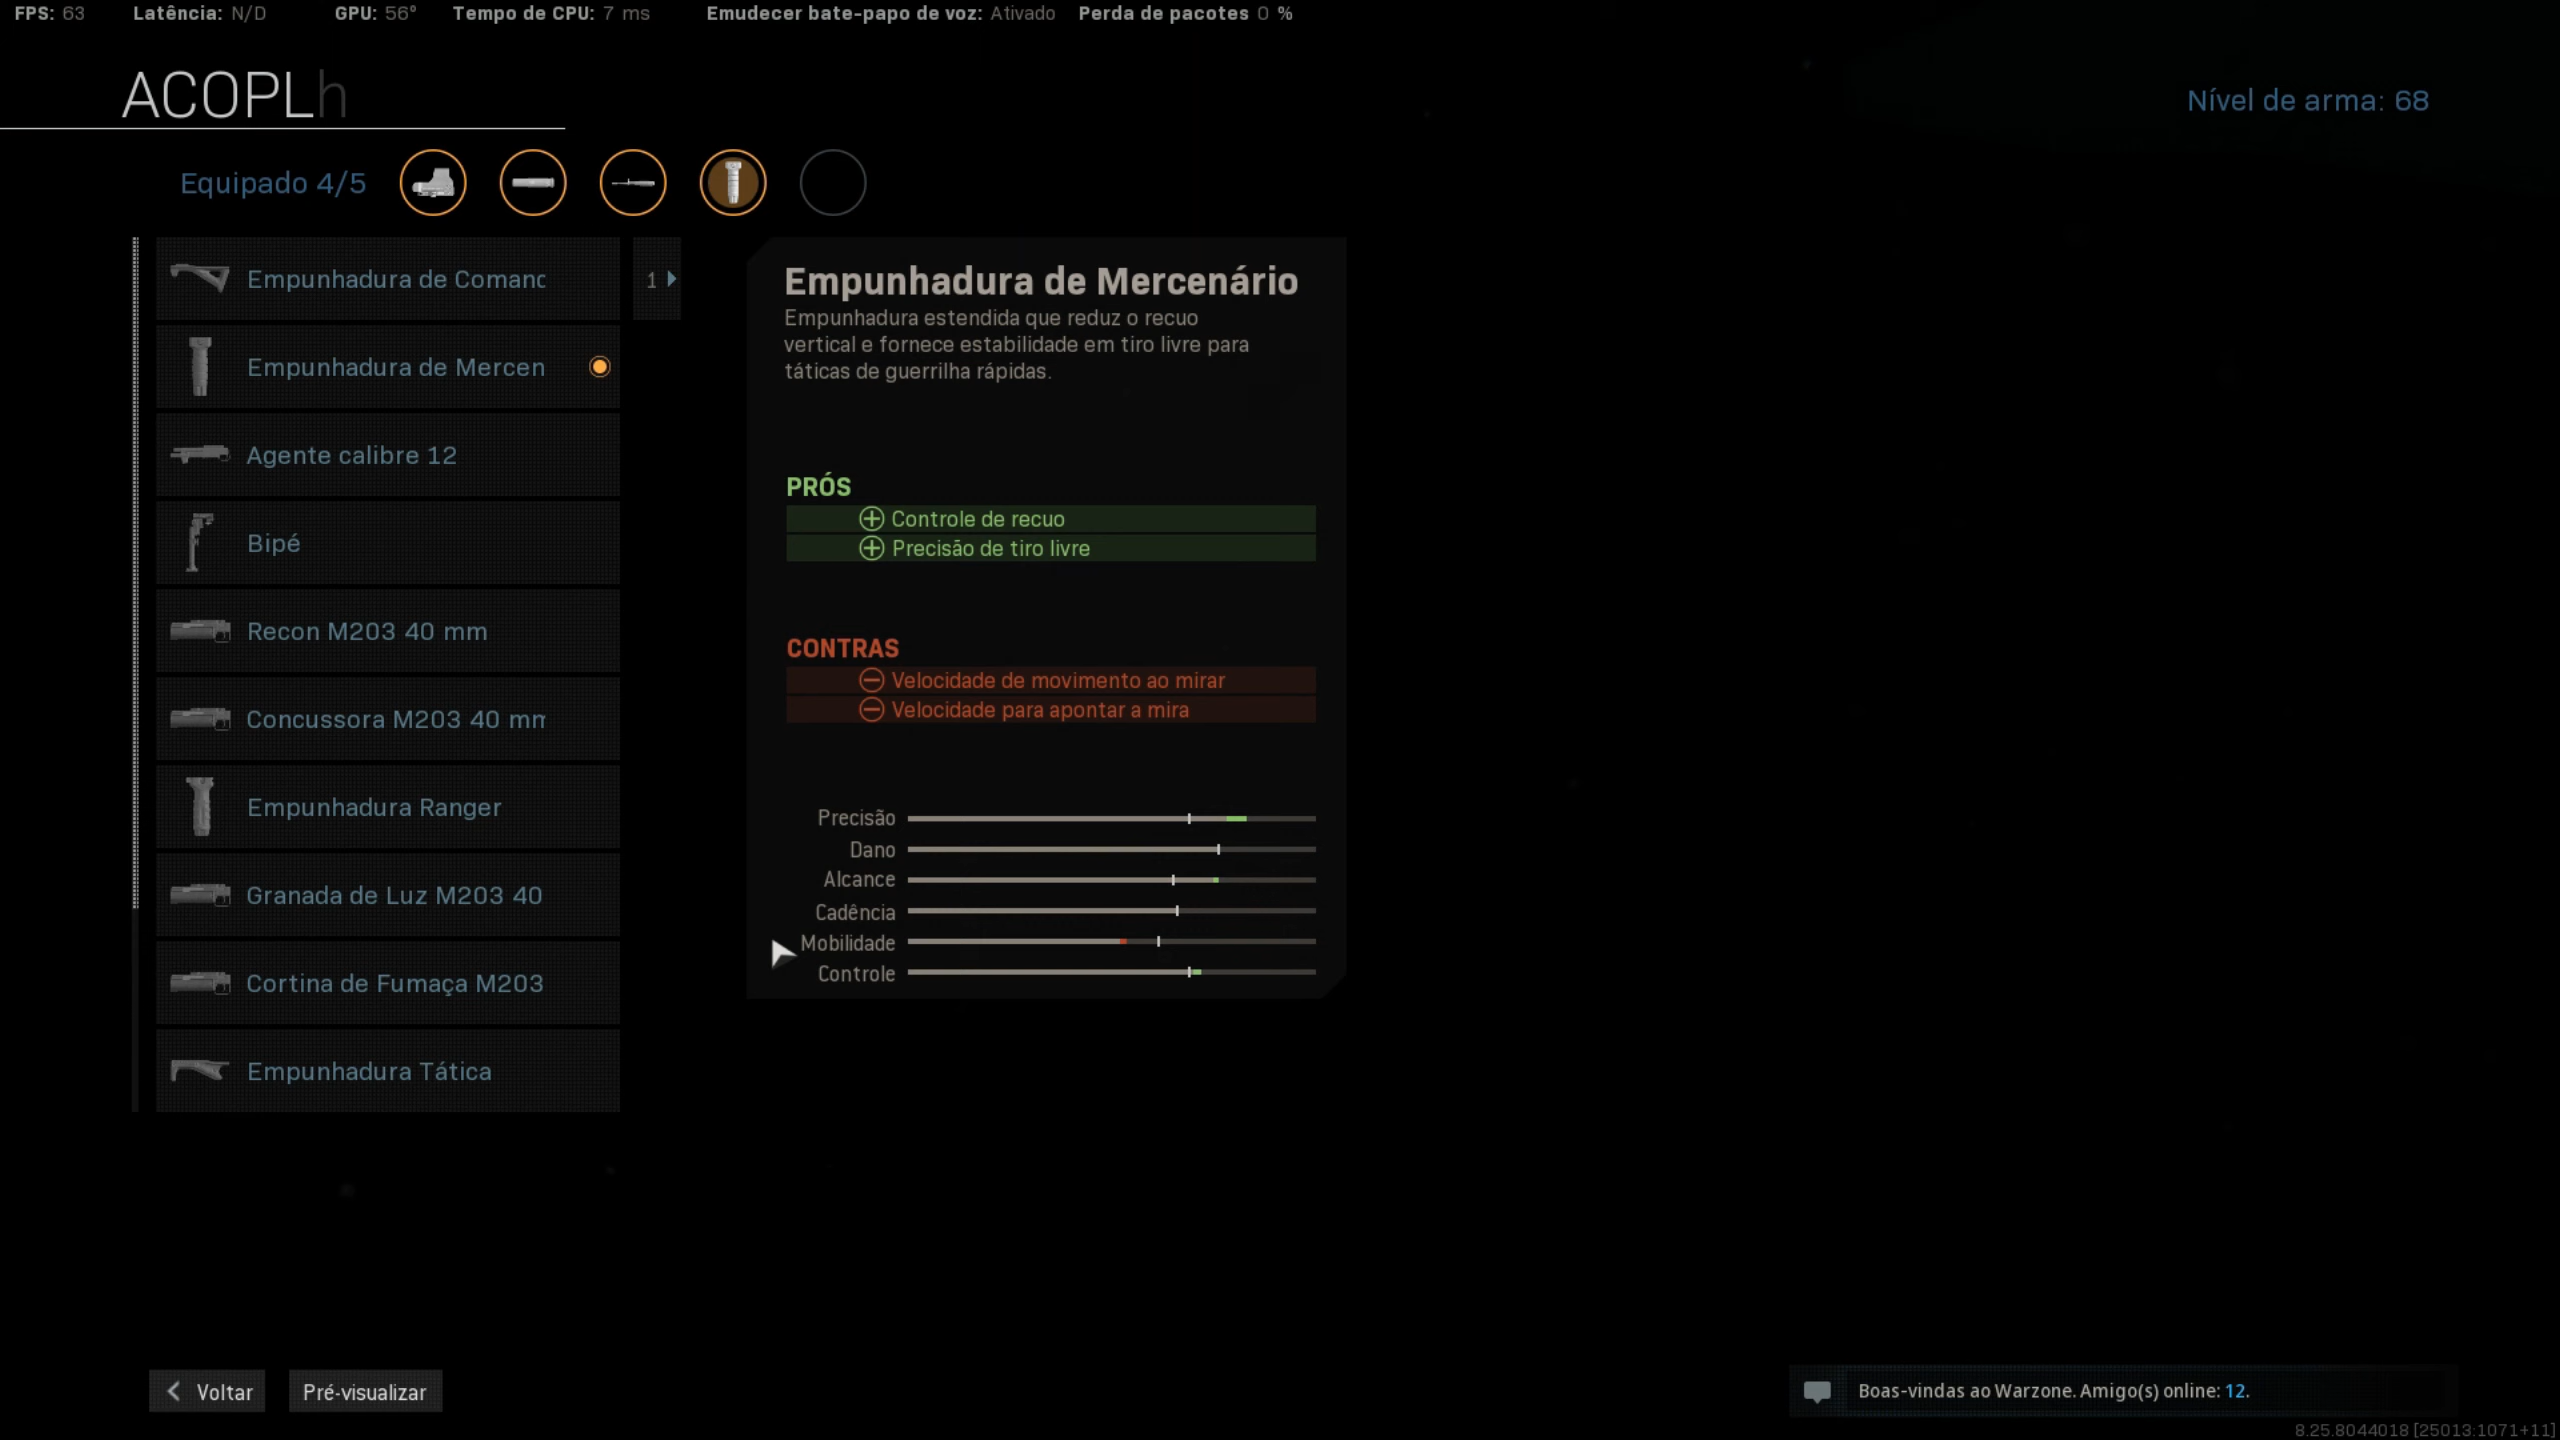 FPS: 63 Latência: N/D GPU: 56° Tempo de CPU: 7 ms Emudecer bate-papo de voz: Ativado Perda de pacotes 0 %
ACOPLh
Nível de arma: 68
Equipado 4/5
Empunhadura de Comanc
1
Empunhadura de Mercen
Agente calibre 12
Bipé
Recon M203 40 mm
Concussora M203 40 mm
Empunhadura Ranger
Granada de Luz M203 40
Cortina de Fumaça M203
Empunhadura Tática
Empunhadura de Mercenário
Empunhadura estendida que reduz o recuo
vertical e fornece estabilidade em tiro livre para
táticas de guerrilha rápidas.
PRÓS
Controle de recuo
Precisão de tiro livre
CONTRAS
Velocidade de movimento ao mirar
Velocidade para apontar a mira
Precisão
Dano
Alcance
Cadência
Mobilidade
Controle
Voltar
Pré-visualizar
Boas-vindas ao Warzone. Amigo(s) online: 12.
8.25.8044018 [25013:1071+11]